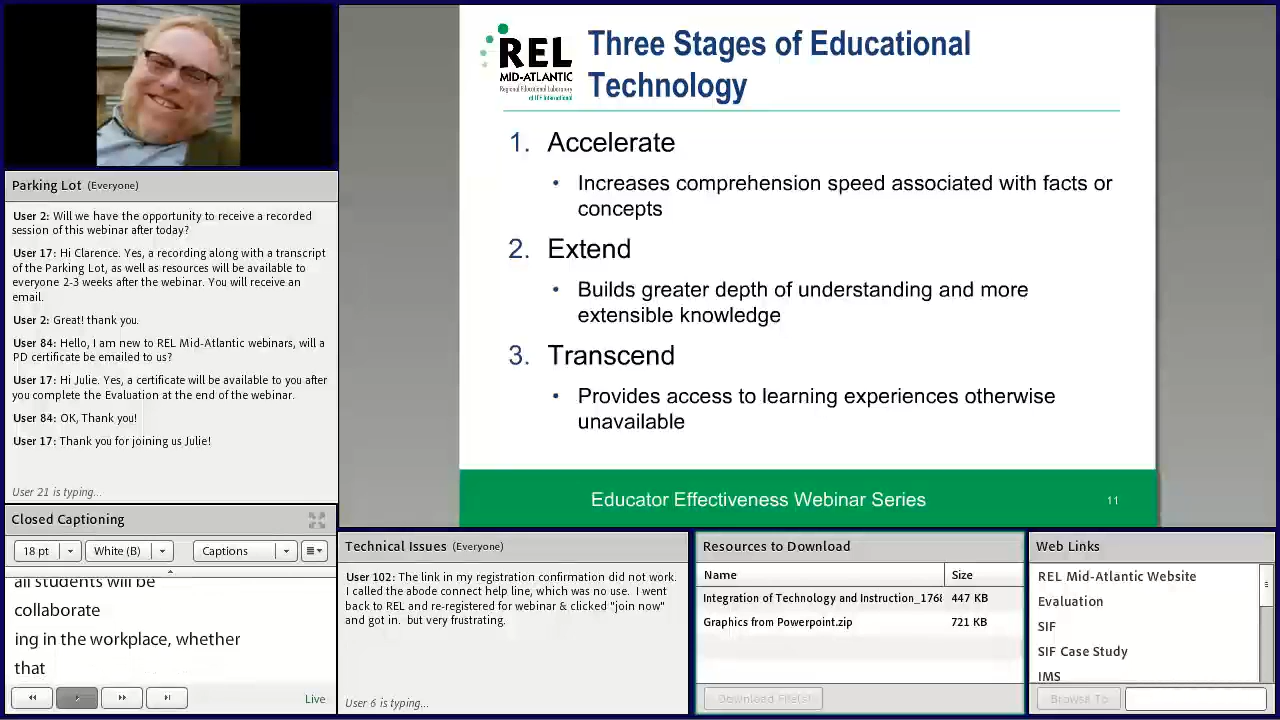 REL
MID-ATLANTIC
Regional Educational Laboratory
Three Stages of Educational
Technology
1. Accelerate
• Increases comprehension speed associated with facts or
concepts
2. Extend
• Builds greater depth of understanding and more
extensible knowledge
3. Transcend
• Provides access to learning experiences otherwise
unavailable
Educator Effectiveness Webinar Series
11
Parking Lot (Everyone)
User 2: Will we have the opportunity to receive a recorded
session of this webinar after today?
User 17: Hi Clarence. Yes, a recording along with a transcript
of the Parking Lot, as well as resources will be available to
everyone 2-3 weeks after the webinar. You will receive an
email.
User 2: Great! thank you.
User 84: Hello, I am new to REL Mid-Atlantic webinars, will a
PD certificate be emailed to us?
User 17: Hi Julie. Yes, a certificate will be available to you after
you complete the Evaluation at the end of the webinar.
User 84: OK, Thank you!
User 17: Thank you for joining us Julie!
User 21 is typing...
Closed Captioning
18 pt White (B) Captions
all students will be
collaborate
ing in the workplace, whether
that
Live
Technical Issues (Everyone)
User 102: The link in my registration confirmation did not work.
I called the abode connect help line, which was no use. I went
back to REL and re-registered for webinar & clicked "join now"
and got in. but very frustrating.
User 6 is typing...
Resources to Download
Name Size
Integration of Technology and Instruction_1768 447 KB
Graphics from Powerpoint.zip 721 KB
Download File(s)
Web Links
REL Mid-Atlantic Website
Evaluation
SIF
SIF Case Study
IMS
Browse To